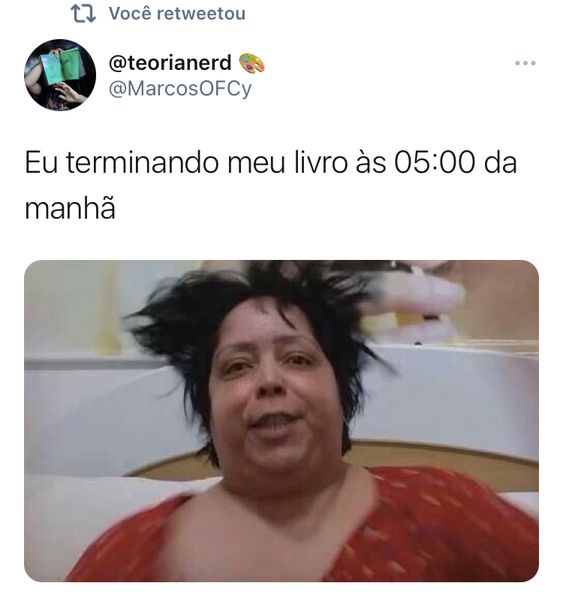 Você retweetou
@teorianerd 🎨
@MarcosOFCy
Eu terminando meu livro às 05:00 da
manhã